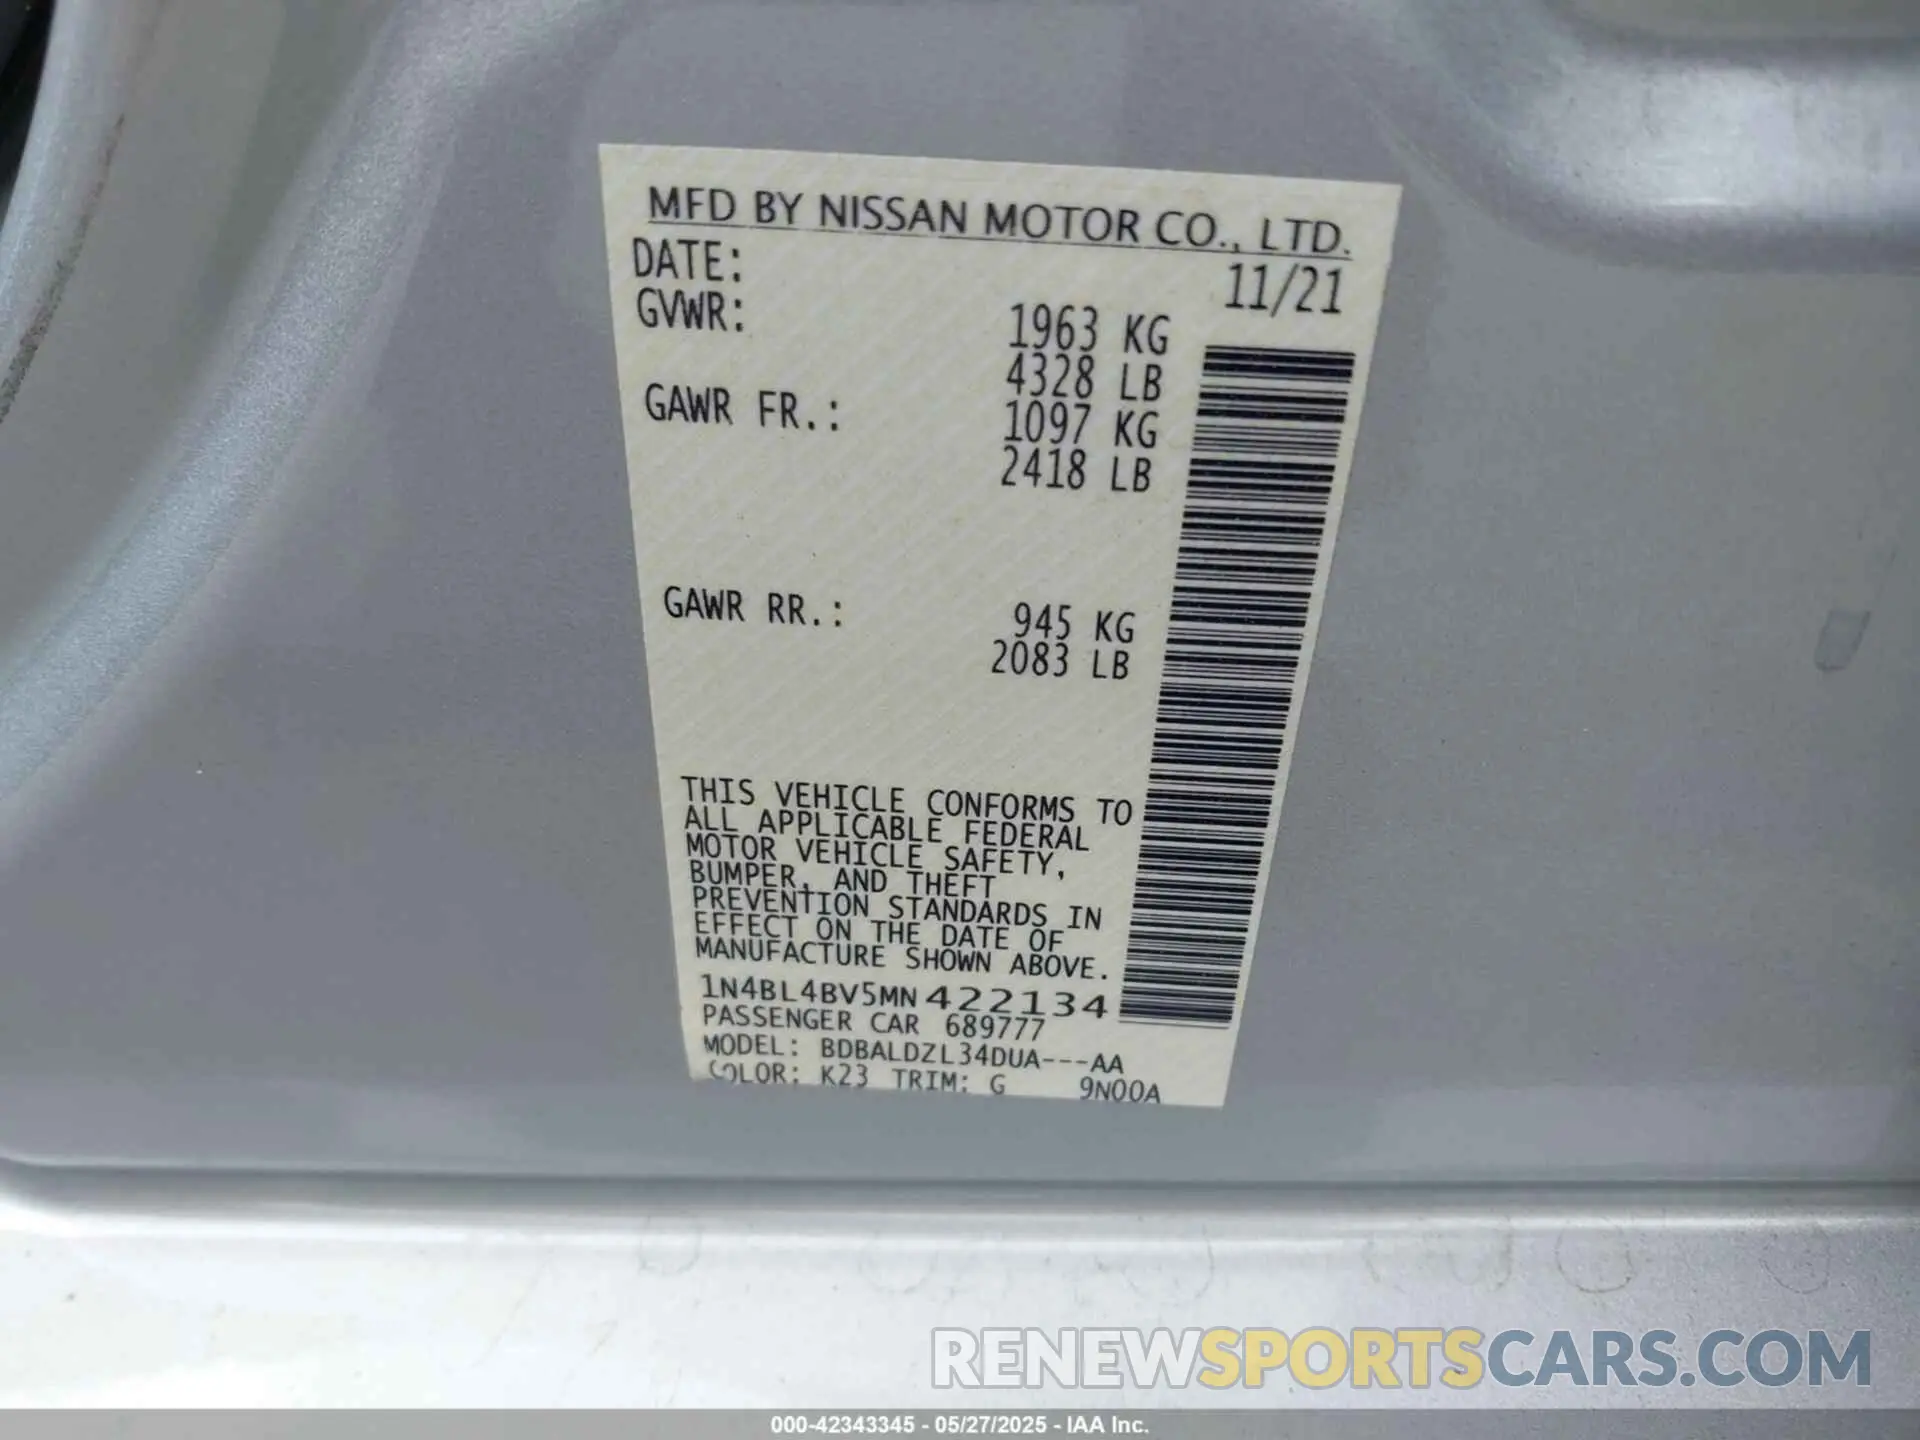 MFD BY NISSAN MOTOR CO., LTD.
DATE: 11/21
GVWR: 1963 KG
4328 LB
GAWR FR.: 1097 KG
2418 LB
GAWR RR.: 945 KG
2083 LB
THIS VEHICLE CONFORMS TO
ALL APPLICABLE FEDERAL
MOTOR VEHICLE SAFETY,
BUMPER, AND THEFT
PREVENTION STANDARDS IN
EFFECT ON THE DATE OF
MANUFACTURE SHOWN ABOVE.
1N4BL4BV5MN422134
PASSENGER CAR 689777
MODEL: BDBALDZL34DUA---AA
COLOR: K23 TRIM: G 9N00A
RENEWSPORTSCARS.COM
000-42343345 - 05/27/2025 - IAA Inc.